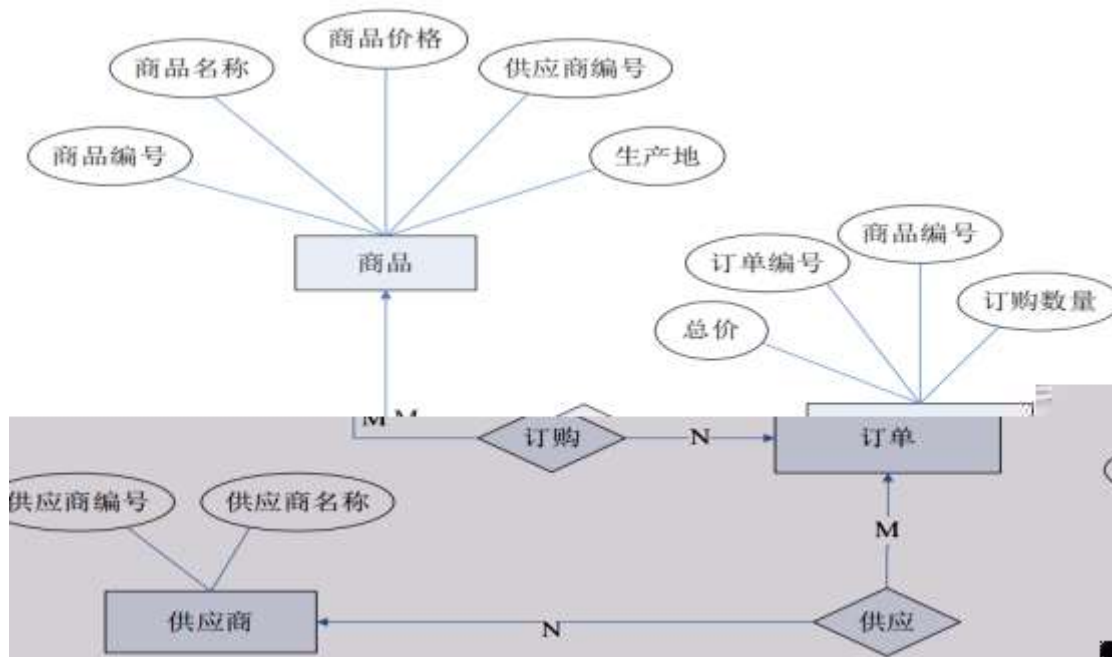 商品价格
商品名称
供应商编号
商品编号
生产地
商品
商品编号
订单编号
订购数量
总价
M
订购
N
订单
供应商编号
供应商名称
M
供应商
N
供应